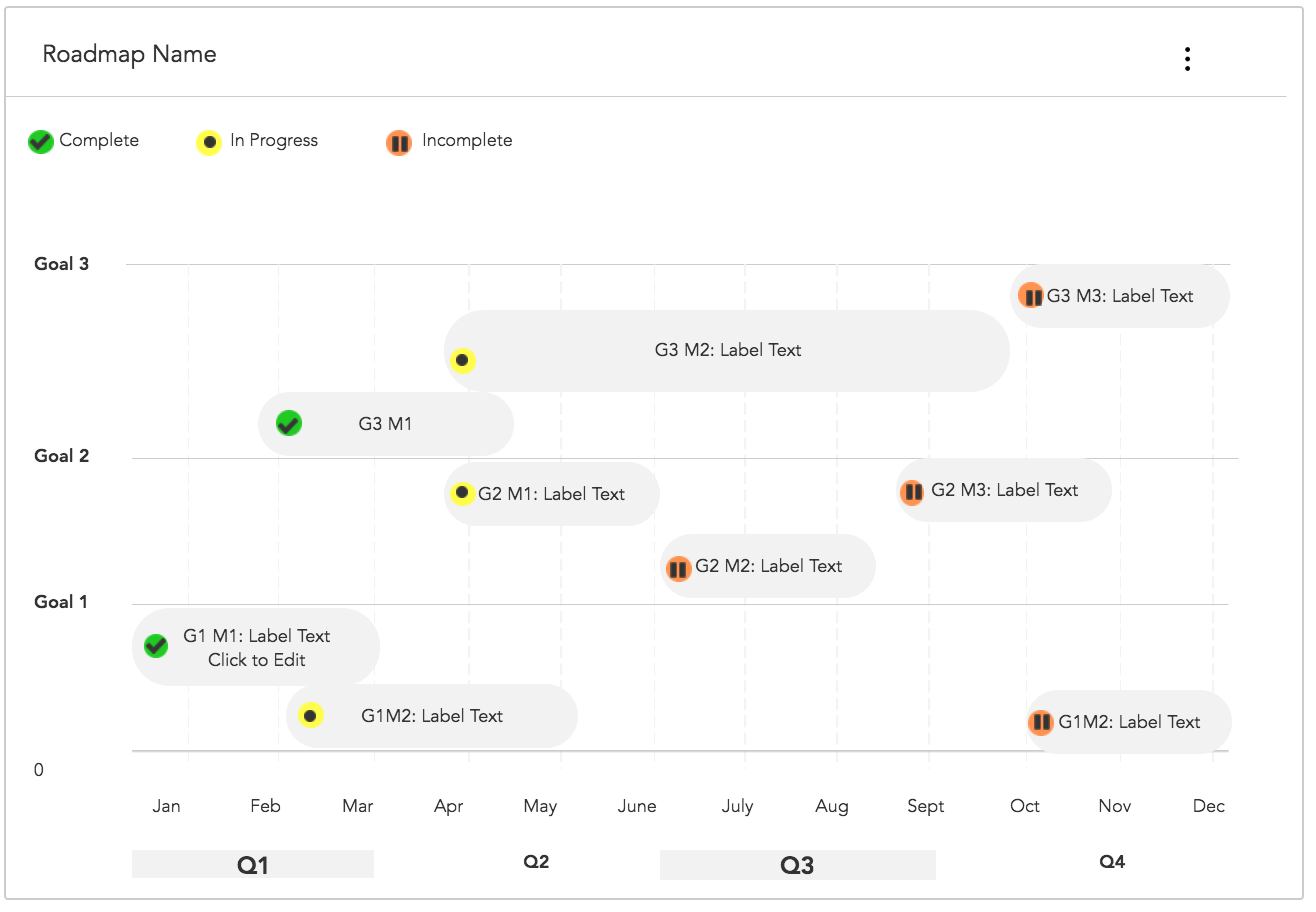 Roadmap Name
Complete
In Progress
Incomplete
Goal 3
G3 M3: Label Text
G3 M2: Label Text
G3 M1
Goal 2
G2 M1: Label Text
G2 M3: Label Text
G2 M2: Label Text
Goal 1
G1 M1: Label Text
Click to Edit
G1M2: Label Text
G1M2: Label Text
0
Jan
Feb
Mar
Apr
May
June
July
Aug
Sept
Oct
Nov
Dec
Q1
Q2
Q3
Q4